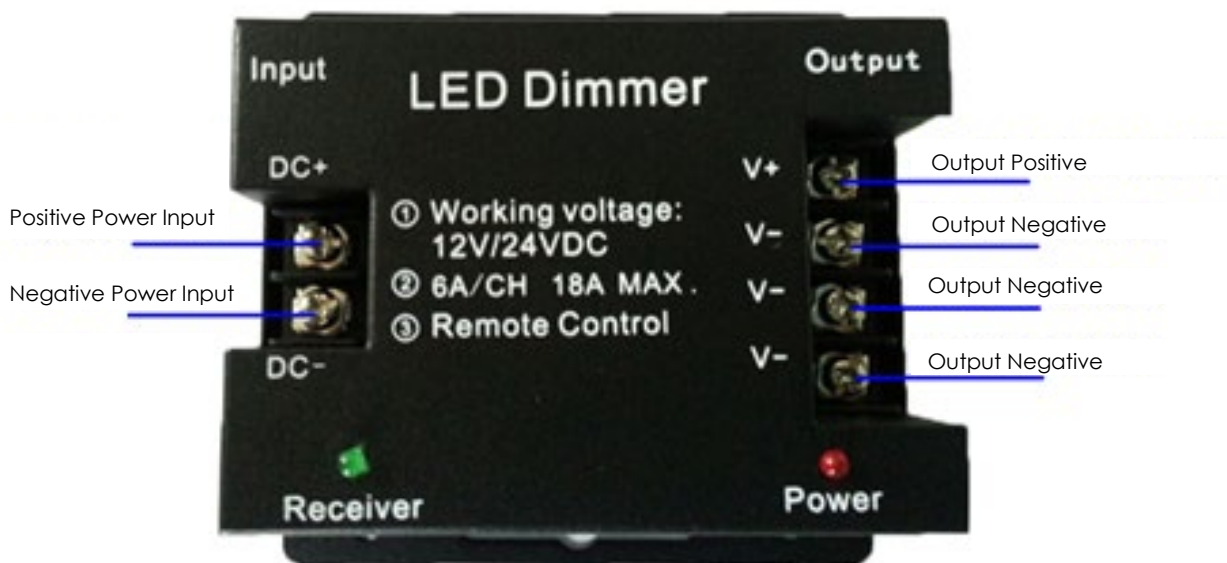 Input
LED Dimmer
Output
DC+
V+
Output Positive
Positive Power Input
① Working voltage:
12V/24VDC
V-
Output Negative
Negative Power Input
② 6A/CH 18A MAX.
V-
Output Negative
③ Remote Control
DC-
V-
Output Negative
Receiver
Power